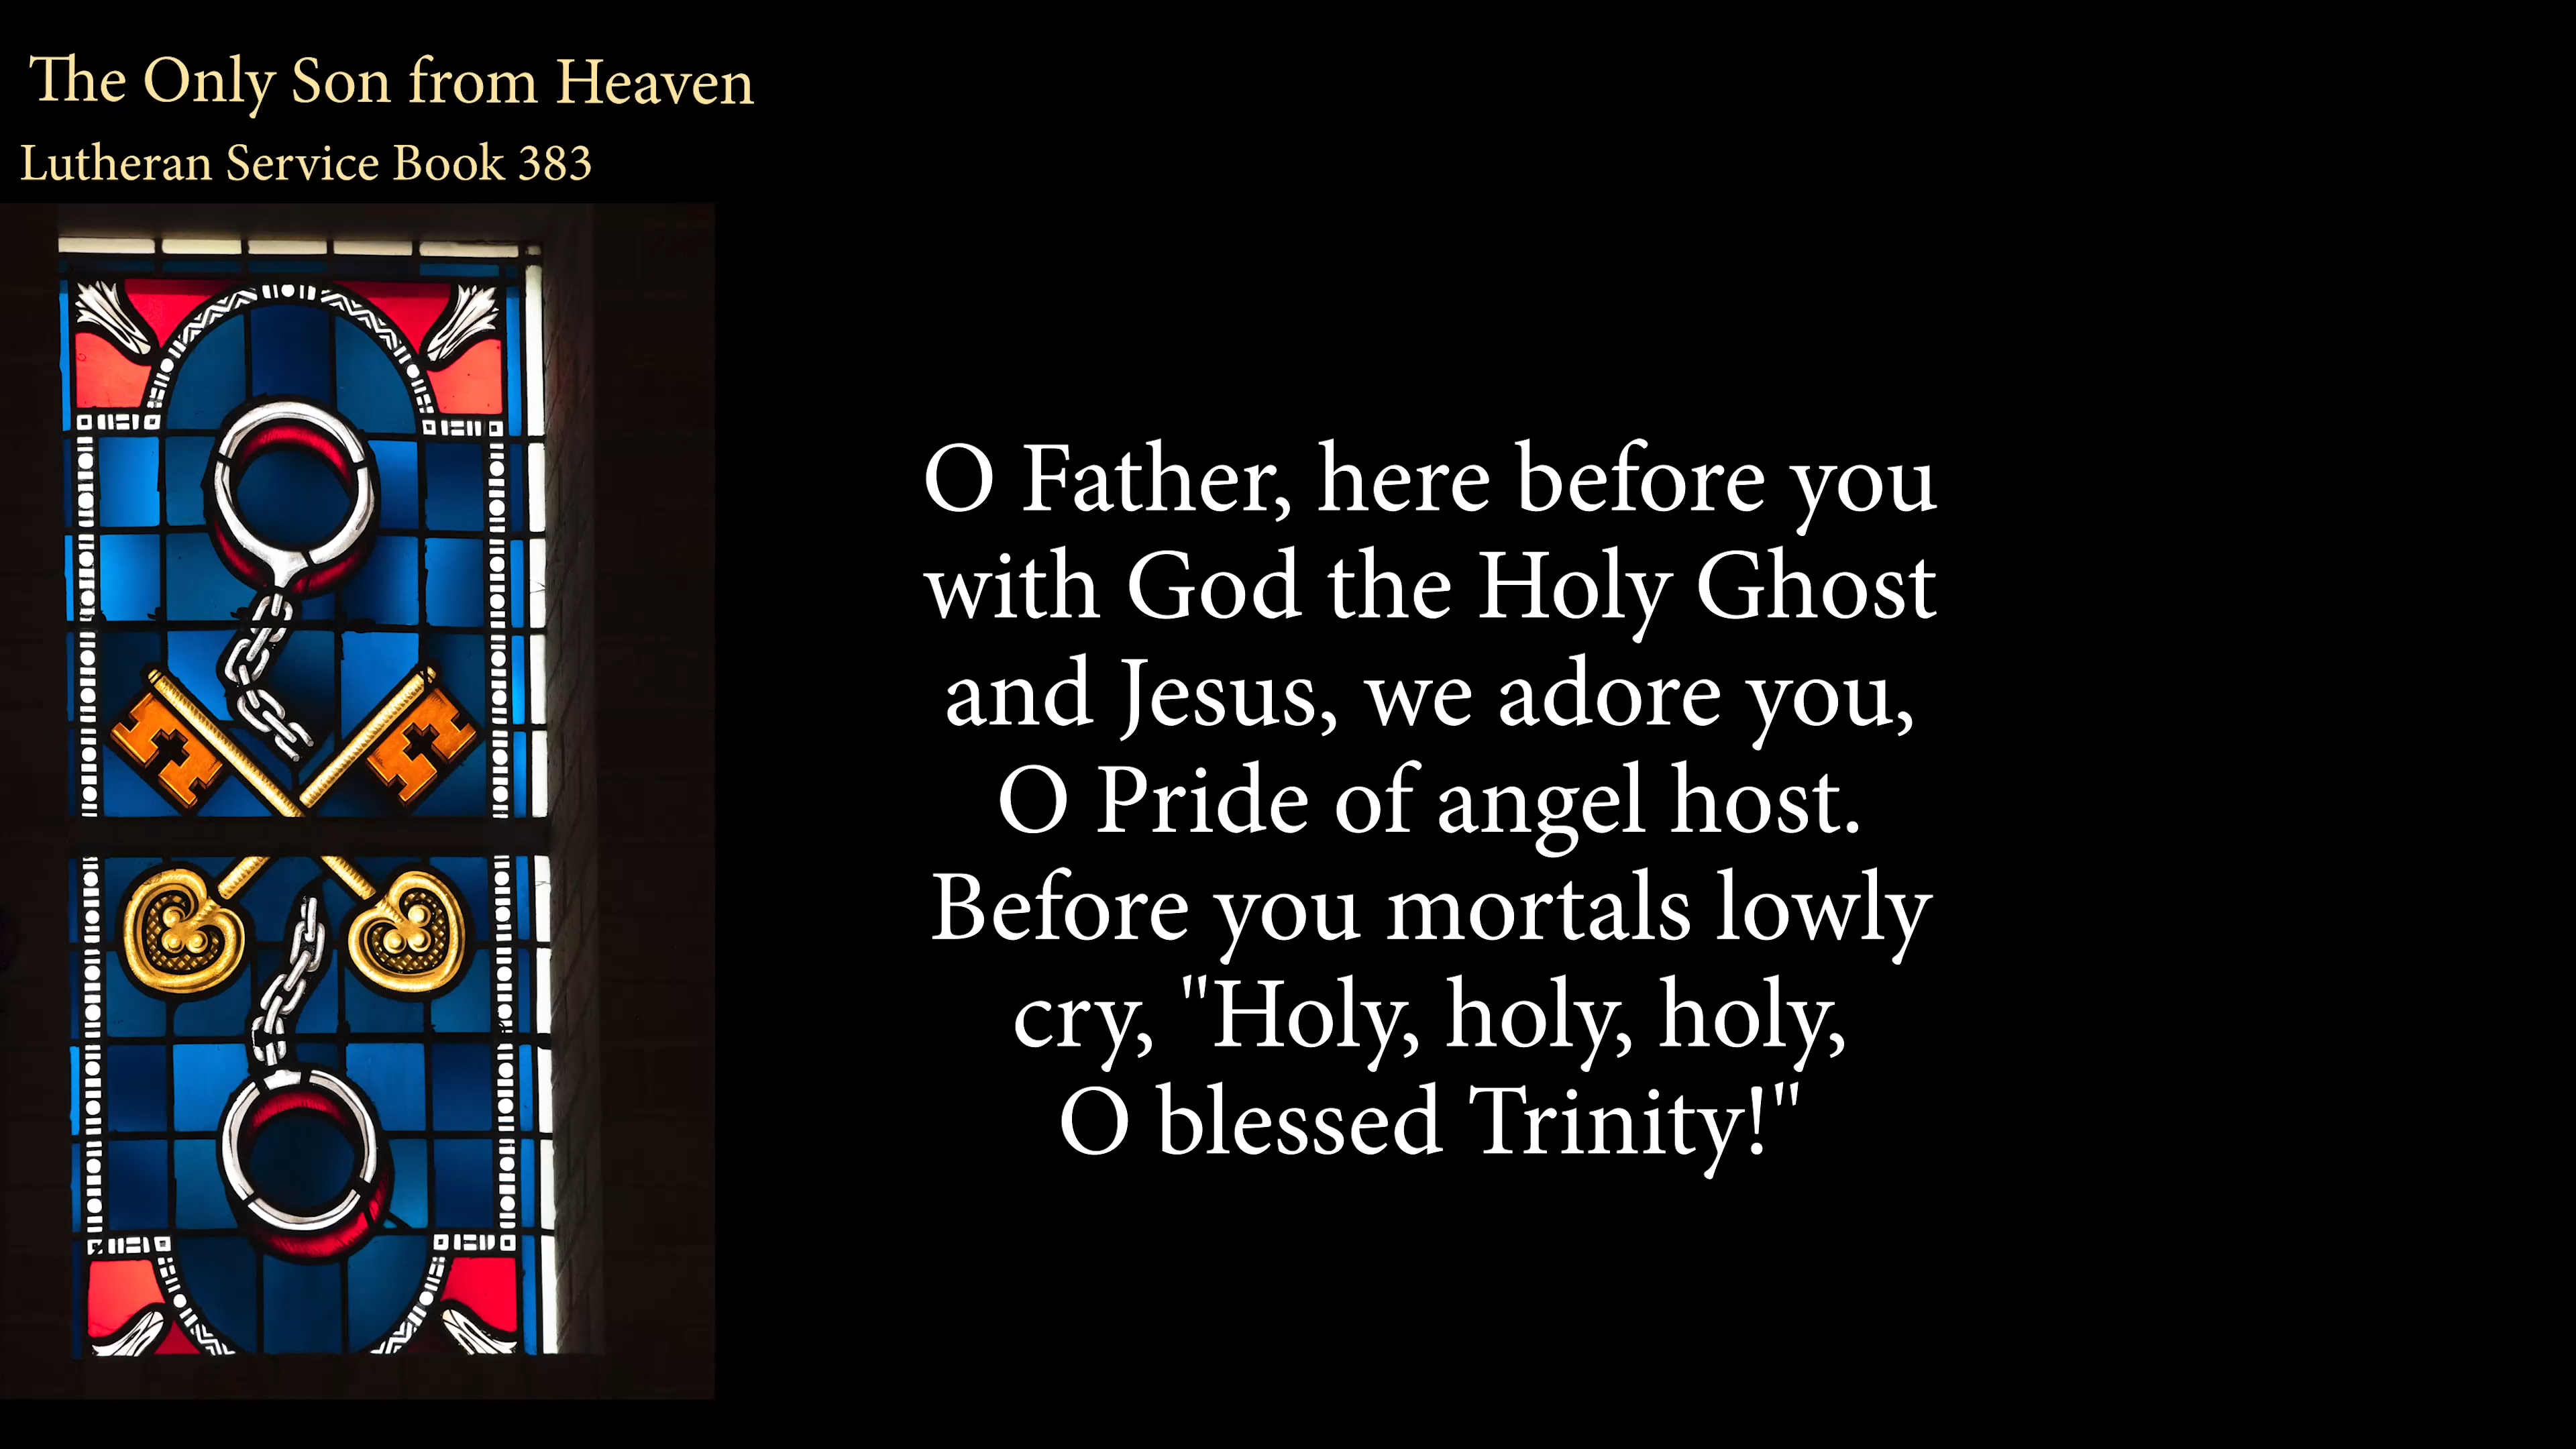 The Only Son from Heaven
Lutheran Service Book 383
O Father, here before you
with God the Holy Ghost
and Jesus, we adore you,
O Pride of angel host.
Before you mortals lowly
cry, "Holy, holy, holy,
O blessed Trinity!"